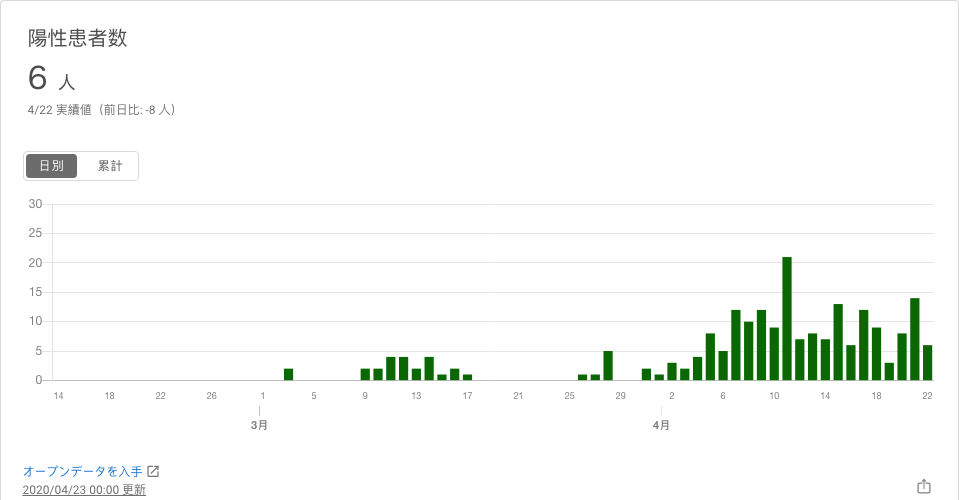 陽性患者数
6 人
4/22 実績値（前日比: -8 人）
日別 累計
30
25
20
15
10
5
0
14 18 22 26 1 5 9 13 17 21 25 29 2 6 10 14 18 22
3月 4月
オープンデータを入手
2020/04/23 00:00 更新